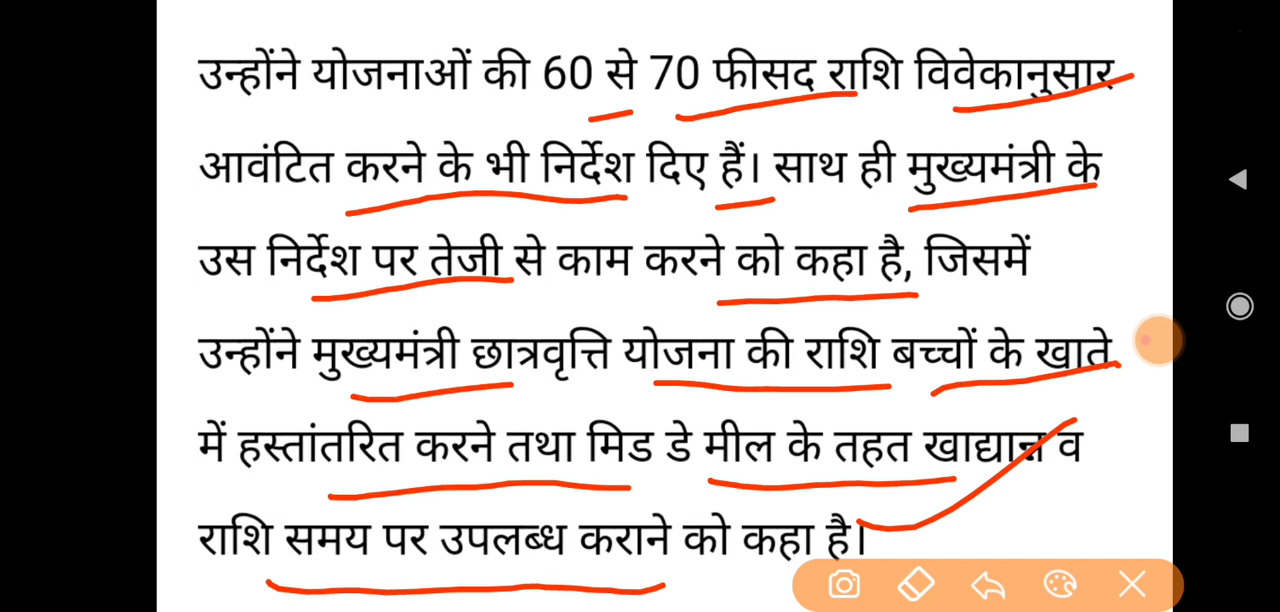 उन्होंने योजनाओं की 60 से 70 फीसद राशि विवेकानुसार
आवंटित करने के भी निर्देश दिए हैं। साथ ही मुख्यमंत्री के
उस निर्देश पर तेजी से काम करने को कहा है, जिसमें
उन्होंने मुख्यमंत्री छात्रवृत्ति योजना की राशि बच्चों के खाते
में हस्तांतरित करने तथा मिड डे मील के तहत खाद्यान्न व
राशि समय पर उपलब्ध कराने को कहा है।